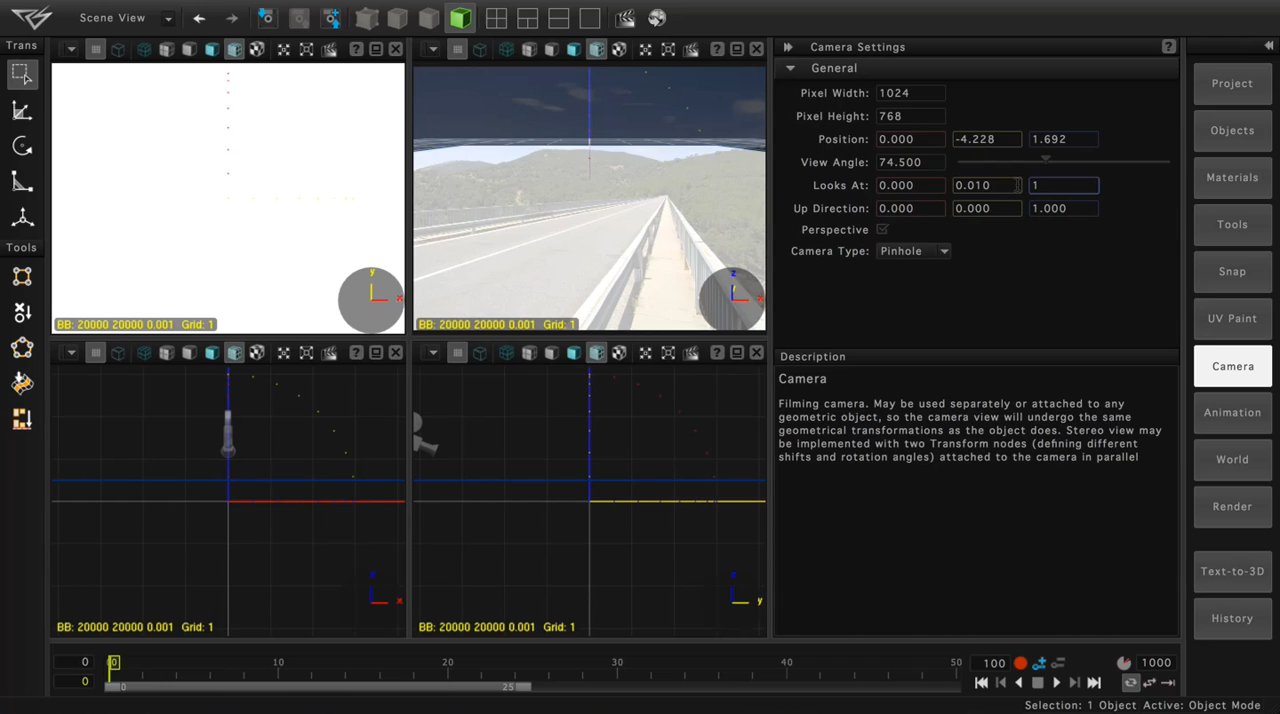 Scene View
Trans
Tools
BB: 20000 20000 0.001 Grid: 1
y
x
BB: 20000 20000 0.001 Grid: 1
z
x
BB: 20000 20000 0.001 Grid: 1
x
BB: 20000 20000 0.001 Grid: 1
y
Camera Settings
General
Pixel Width: 1024
Pixel Height: 768
Position: 0.000 -4.228 1.692
View Angle: 74.500
Looks At: 0.000 0.010 1
Up Direction: 0.000 0.000 1.000
Perspective
Camera Type: Pinhole
Description
Camera
Filming camera. May be used separately or attached to any
geometric object, so the camera view will undergo the same
geometrical transformations as the object does. Stereo view may
be implemented with two Transform nodes (defining different
shifts and rotation angles) attached to the camera in parallel
Project
Objects
Materials
Tools
Snap
UV Paint
Camera
Animation
World
Render
Text-to-3D
History
0 0 10 20 30 40 50 100 1000
0 0 25
Selection: 1 Object Active: Object Mode